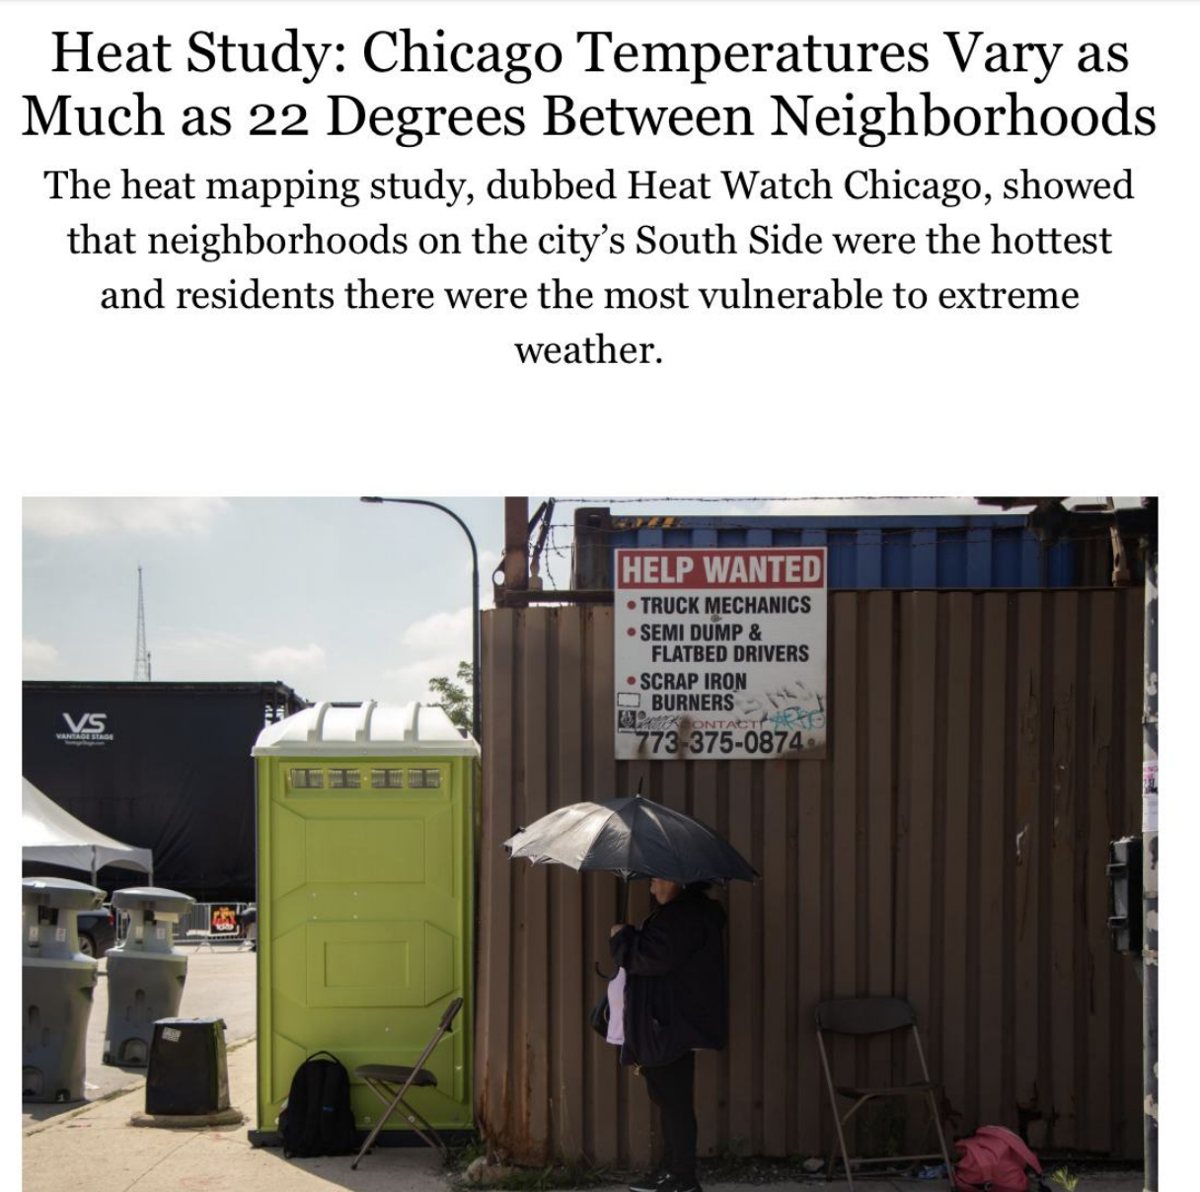 Heat Study: Chicago Temperatures Vary as
Much as 22 Degrees Between Neighborhoods
The heat mapping study, dubbed Heat Watch Chicago, showed
that neighborhoods on the city’s South Side were the hottest
and residents there were the most vulnerable to extreme
weather.
HELP WANTED
• TRUCK MECHANICS
• SEMI DUMP &
FLATBED DRIVERS
• SCRAP IRON
BURNERS
CONTACT
773-375-0874
VS
VANTAGE STAGE